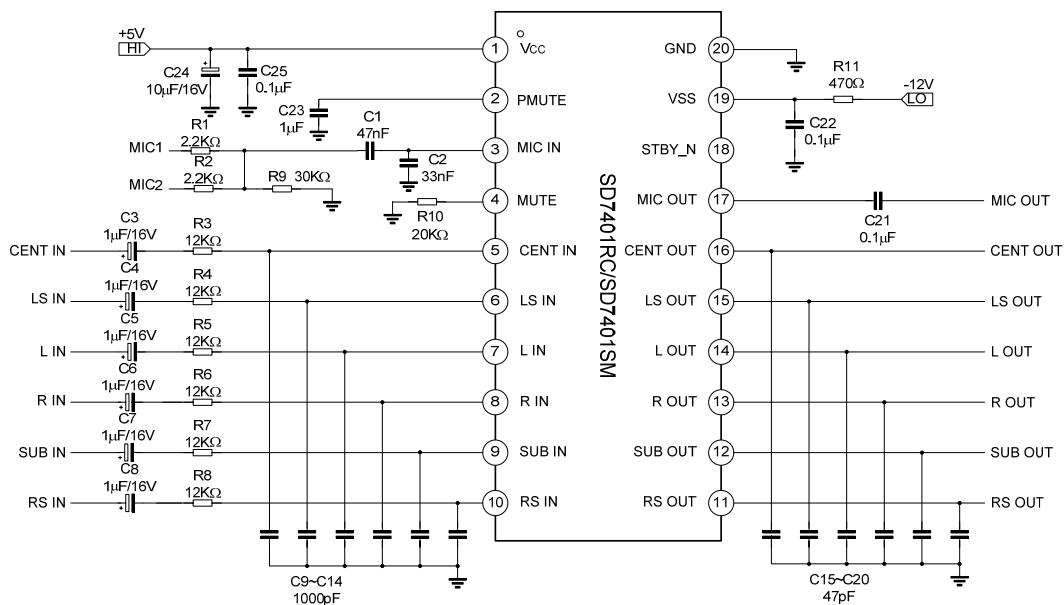 +5V
HI
C24
10μF/16V
C25
0.1μF
1
VCC
GND
20
R11
470Ω
-12V
LO
C23
1μF
2
PMUTE
VSS
19
C22
0.1μF
R1
2.2KΩ
MIC1
C1
47nF
3
MIC IN
STBY_N
18
C2
33nF
R2
2.2KΩ
MIC2
R9 30KΩ
R10
20KΩ
4
MUTE
MIC OUT
17
C21
0.1μF
MIC OUT
C3
1μF/16V
R3
12KΩ
CENT IN
5
CENT IN
CENT OUT
16
CENT OUT
C4
1μF/16V
R4
12KΩ
LS IN
6
LS IN
LS OUT
15
LS OUT
C5
1μF/16V
R5
12KΩ
L IN
7
L IN
L OUT
14
L OUT
C6
1μF/16V
R6
12KΩ
R IN
8
R IN
R OUT
13
R OUT
C7
1μF/16V
R7
12KΩ
SUB IN
9
SUB IN
SUB OUT
12
SUB OUT
C8
1μF/16V
R8
12KΩ
RS IN
10
RS IN
RS OUT
11
RS OUT
SD7401RC/SD7401SM
C9~C14
1000pF
C15~C20
47pF